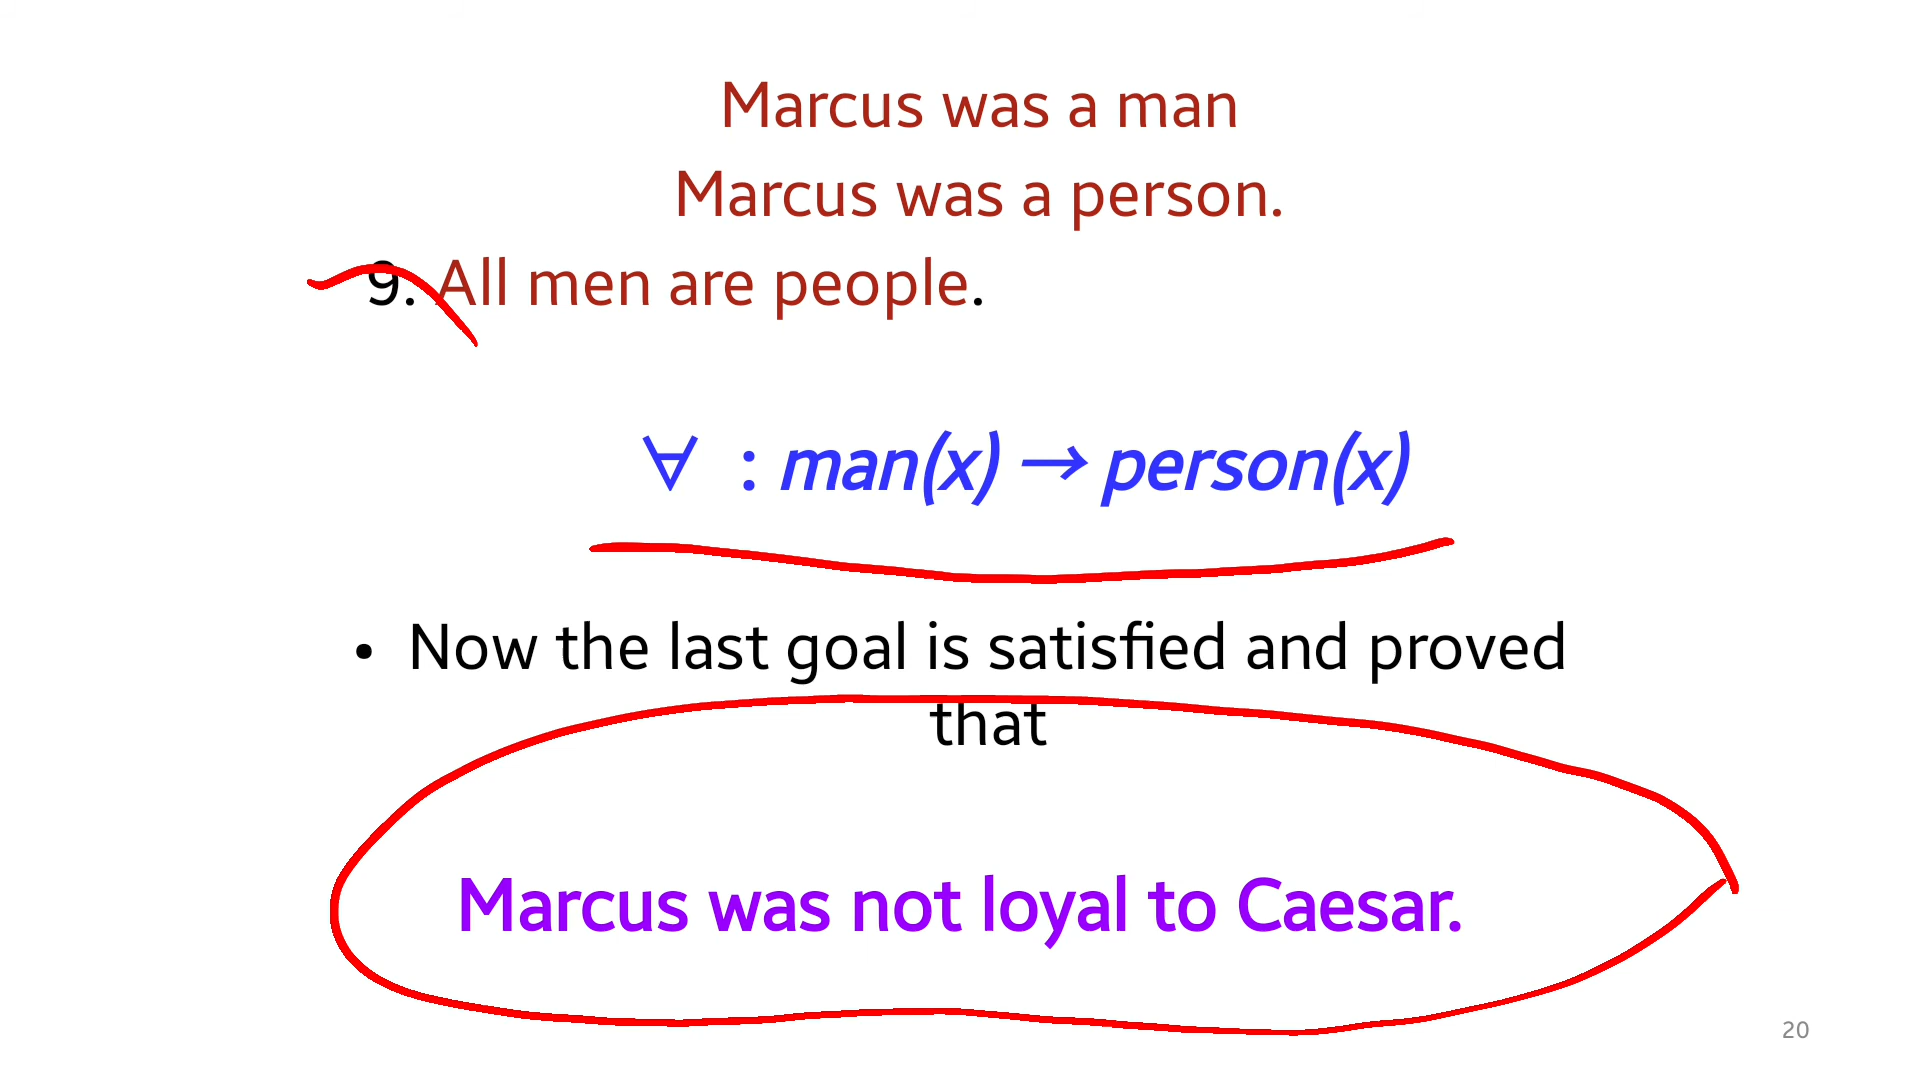 Marcus was a man
Marcus was a person.
9. All men are people.
∀ : man(x) → person(x)
• Now the last goal is satisfied and proved
that
Marcus was not loyal to Caesar.
20